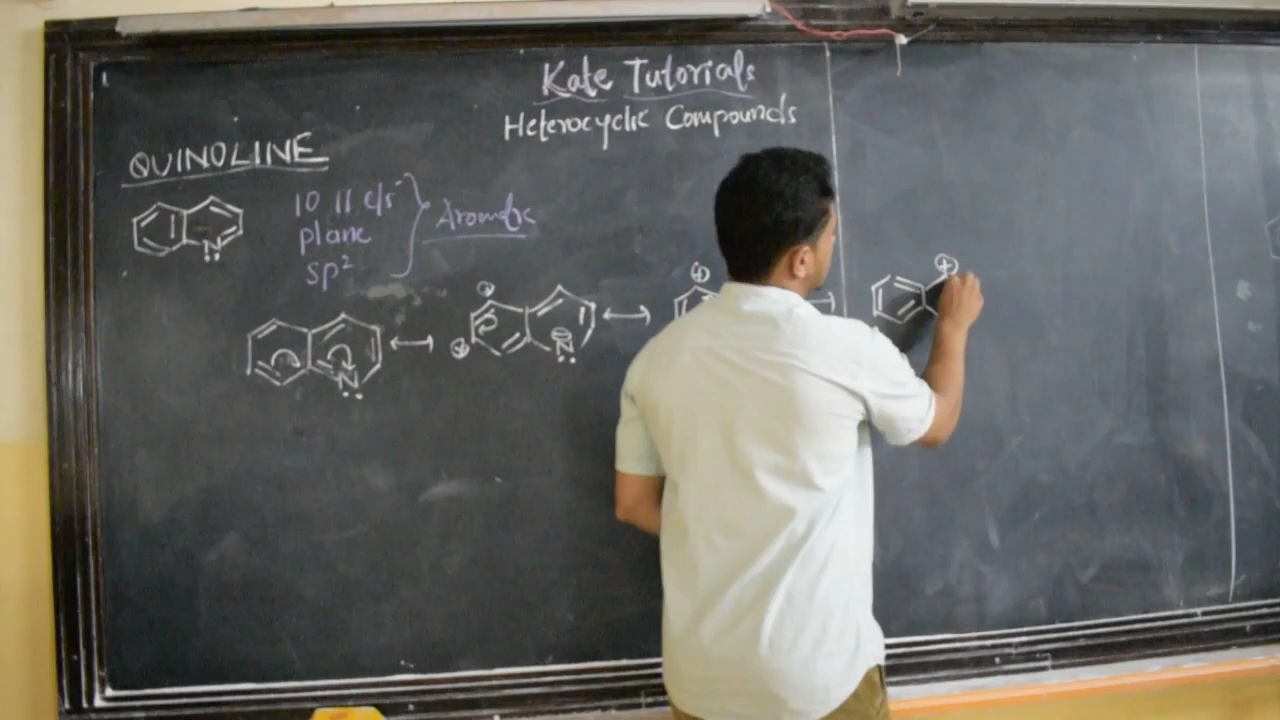 Kate Tutorials
Heterocyclic Compounds
QUINOLINE
10 π e/s
plane
sp²
Aromatic
N
N
N